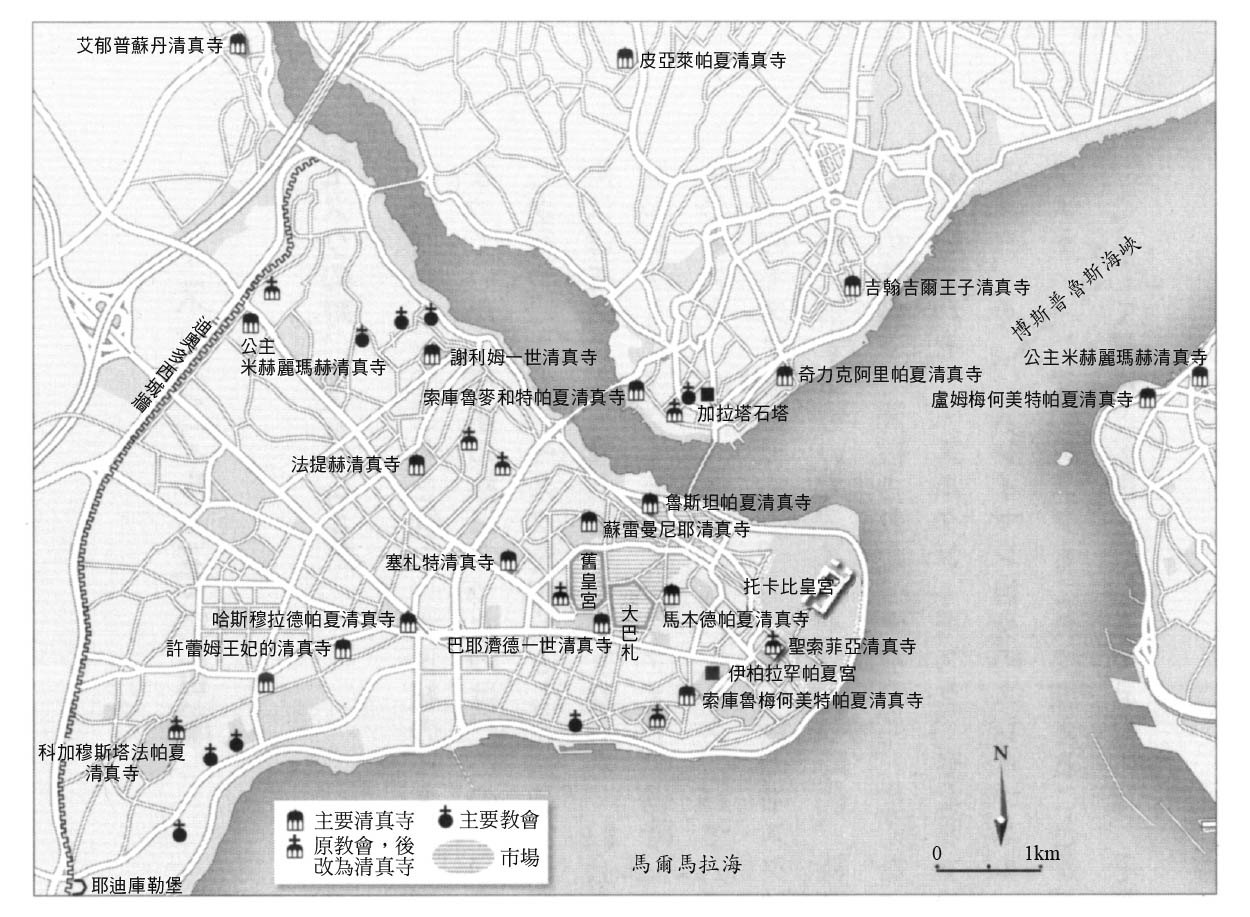 艾郁普蘇丹清真寺
皮亞萊帕夏清真寺
吉翰吉爾王子清真寺
博斯普魯斯海峽
迪奧多西城牆
公主
米赫麗瑪赫清真寺
謝利姆一世清真寺
公主米赫麗瑪赫清真寺
奇力克阿里帕夏清真寺
索庫魯麥和特帕夏清真寺
盧姆梅何美特帕夏清真寺
加拉塔石塔
法提赫清真寺
魯斯坦帕夏清真寺
蘇雷曼尼耶清真寺
塞札特清真寺
舊皇宮
托卡比皇宮
大巴札
哈斯穆拉德帕夏清真寺
馬木德帕夏清真寺
許蕾姆王妃的清真寺
巴耶濟德一世清真寺
聖索菲亞清真寺
伊柏拉罕帕夏宮
索庫魯梅何美特帕夏清真寺
科加穆斯塔法帕夏
清真寺
N
主要清真寺
主要教會
原教會，後
改為清真寺
市場
馬爾馬拉海
0 1km
耶迪庫勒堡